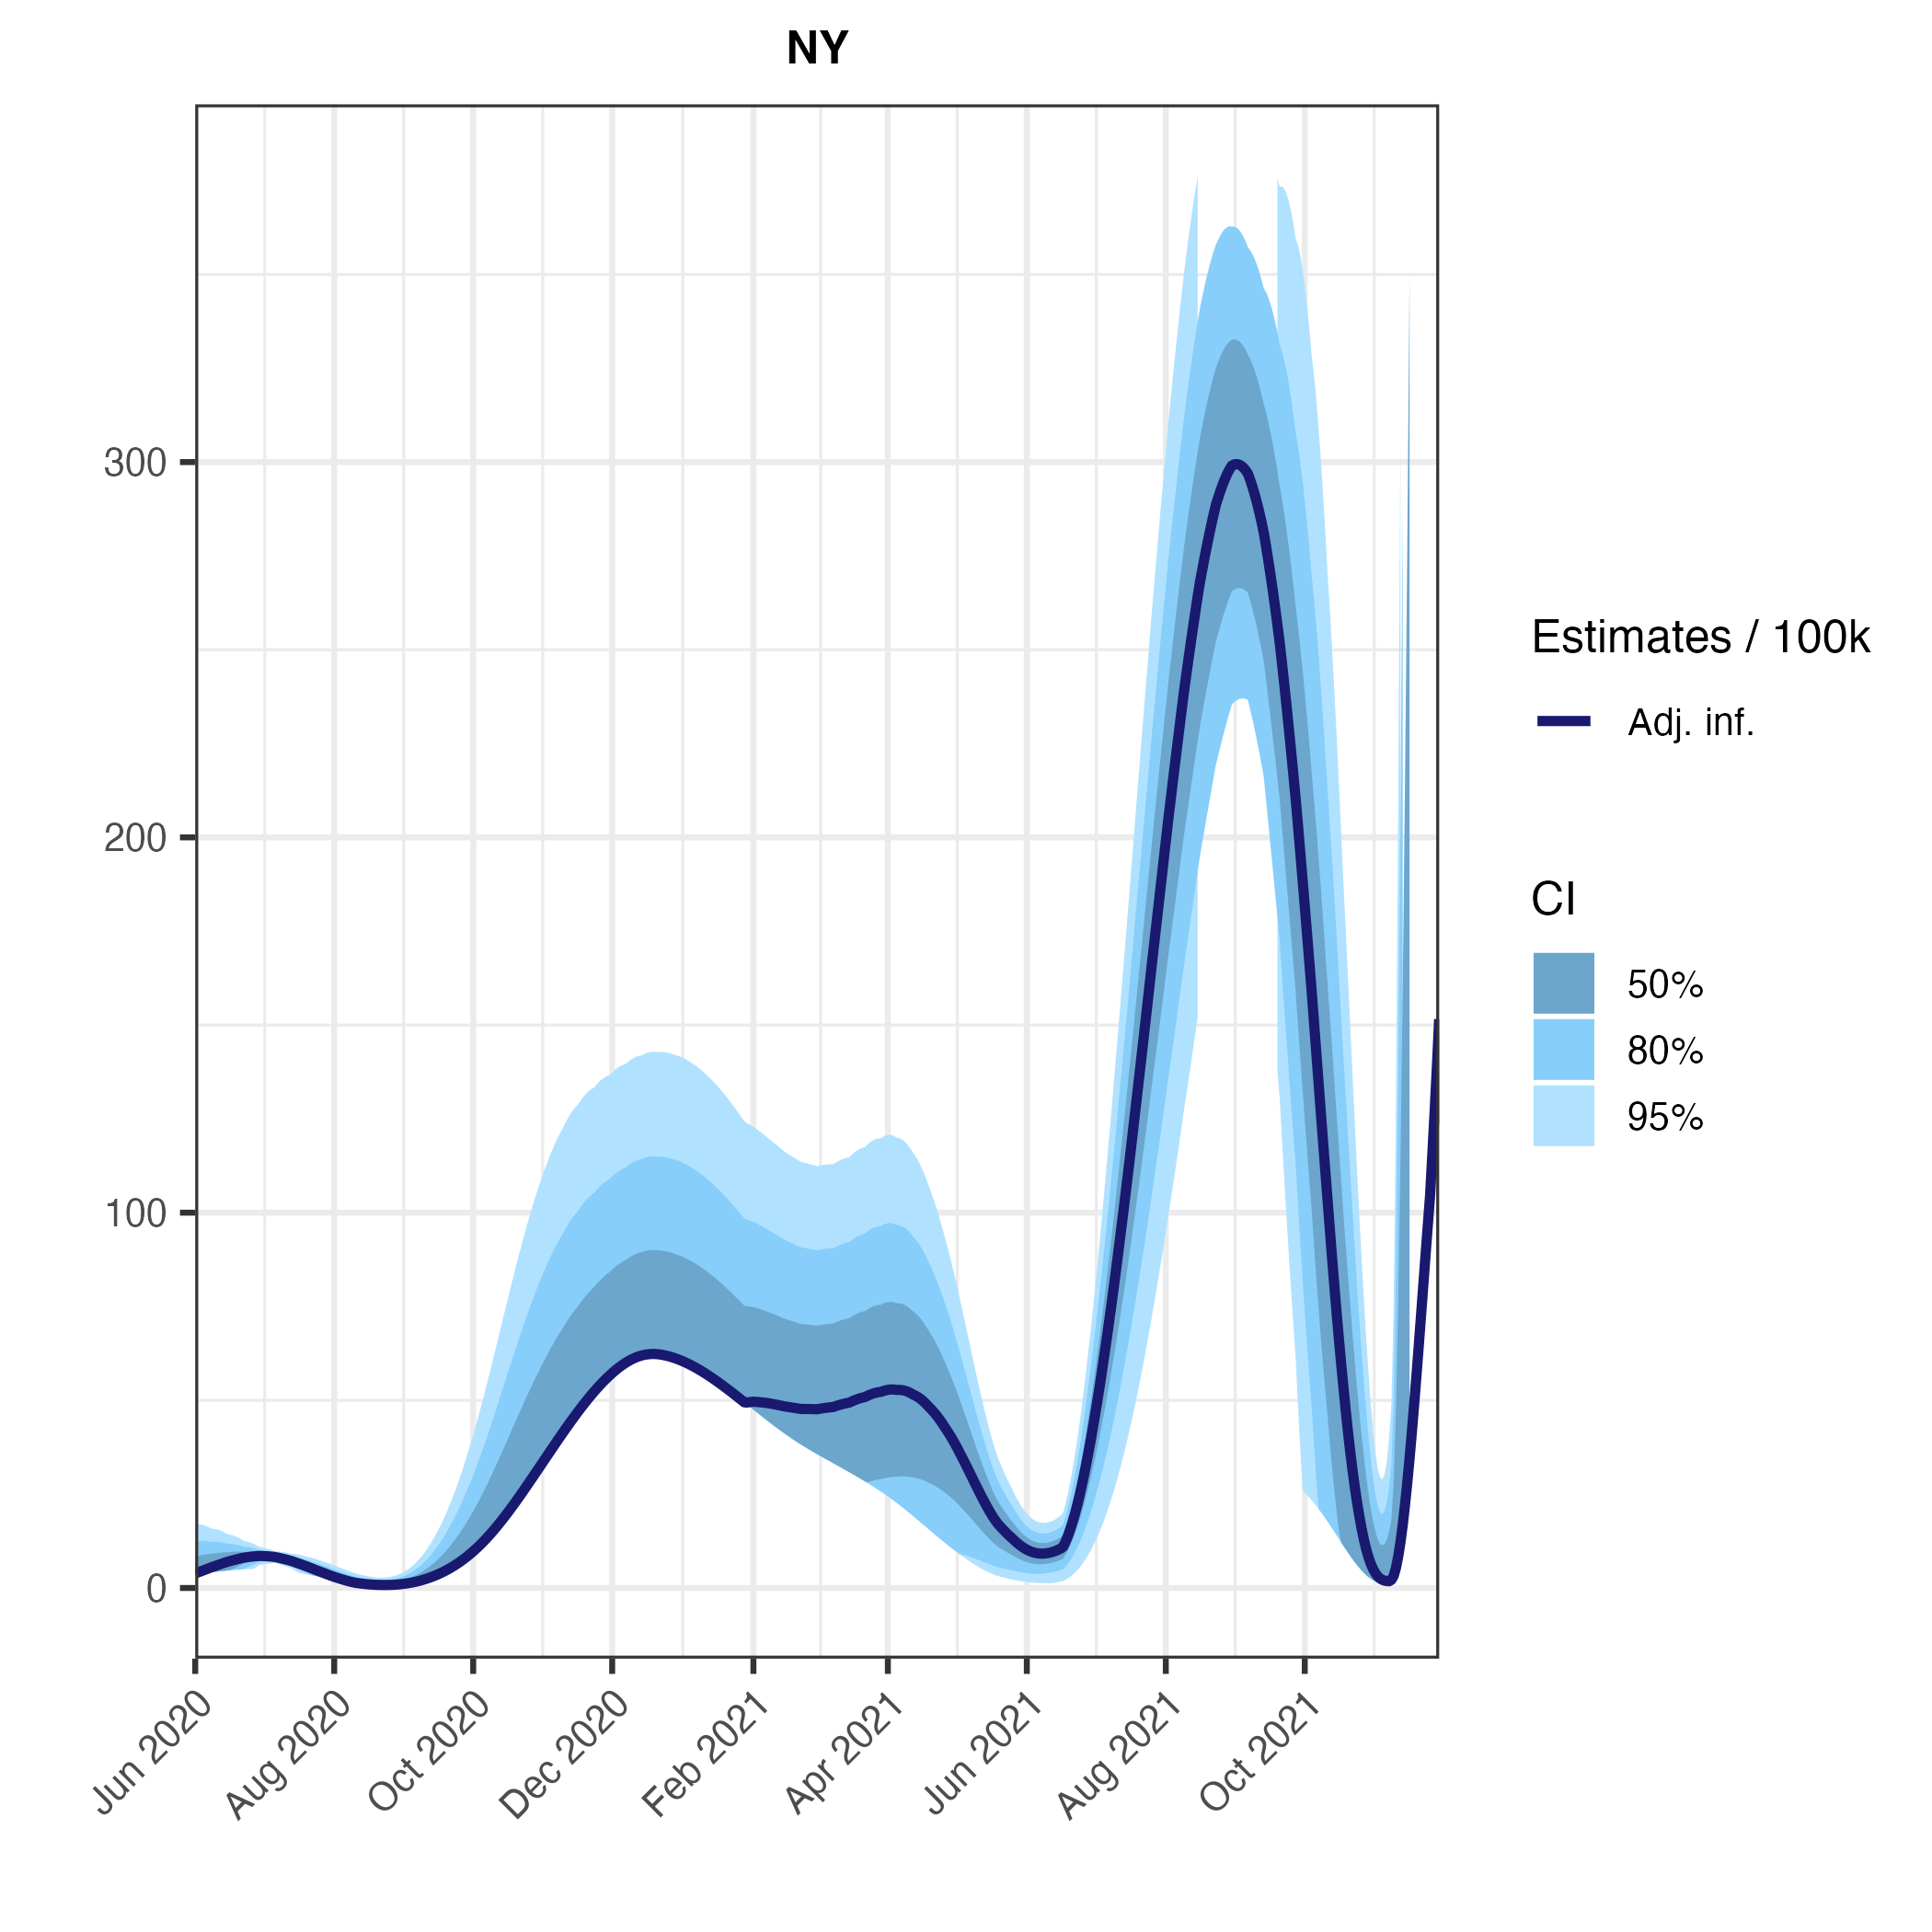 NY
300
200
100
0
Jun 2020
Aug 2020
Oct 2020
Dec 2020
Feb 2021
Apr 2021
Jun 2021
Aug 2021
Oct 2021
Estimates / 100k
Adj. inf.
CI
50%
80%
95%